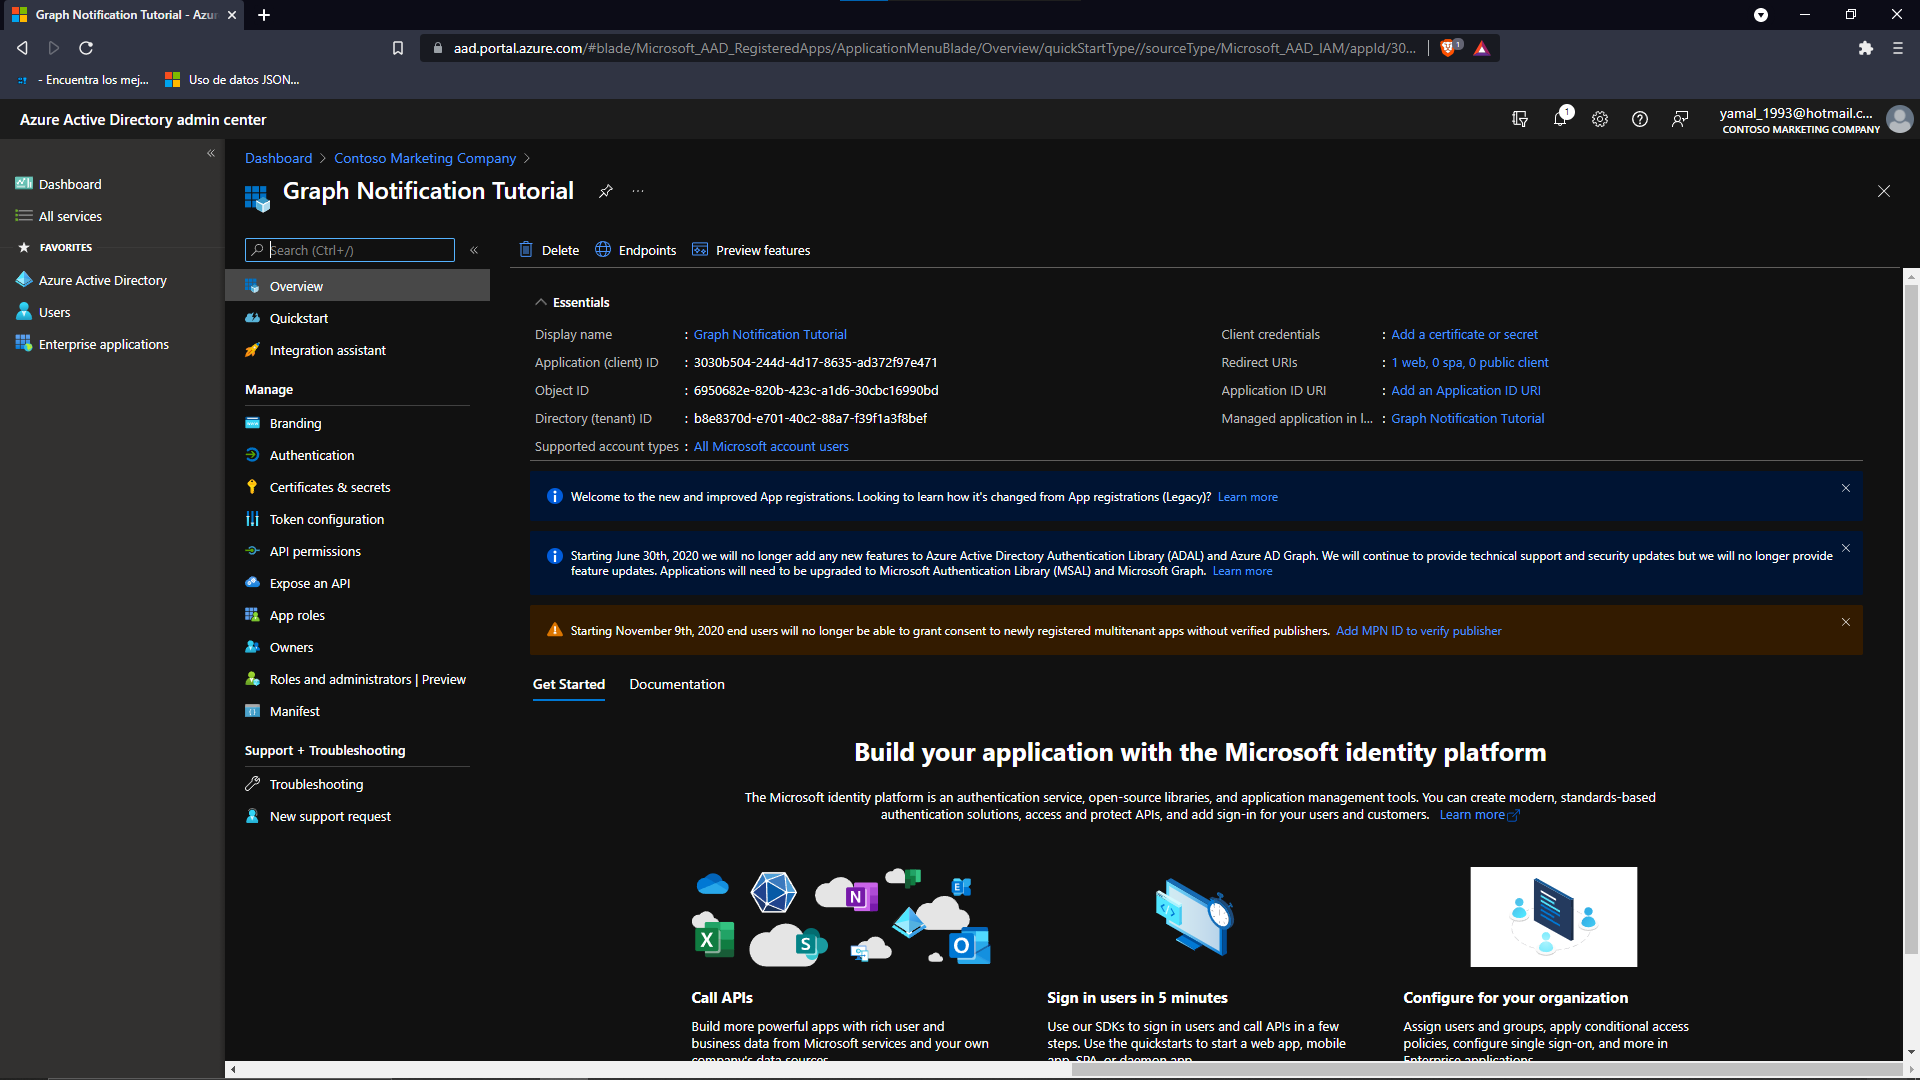 Graph Notification Tutorial - Azu
aad.portal.azure.com/#blade/Microsoft_AAD_RegisteredApps/ApplicationMenuBlade/Overview/quickStartType//sourceType/Microsoft_AAD_IAM/appId/30...
1
- Encuentra los mej...
Uso de datos JSON...
Azure Active Directory admin center
1
yamal_1993@hotmail.c...
CONTOSO MARKETING COMPANY
Dashboard
All services
FAVORITES
Azure Active Directory
Users
Enterprise applications
Dashboard > Contoso Marketing Company >
Graph Notification Tutorial
...
Search (Ctrl+/)
Overview
Quickstart
Integration assistant
Manage
Branding
Authentication
Certificates & secrets
Token configuration
API permissions
Expose an API
App roles
Owners
Roles and administrators | Preview
Manifest
Support + Troubleshooting
Troubleshooting
New support request
Delete
Endpoints
Preview features
Essentials
Display name : Graph Notification Tutorial
Application (client) ID : 3030b504-244d-4d17-8635-ad372f97e471
Object ID : 6950682e-820b-423c-a1d6-30cbc16990bd
Directory (tenant) ID : b8e8370d-e701-40c2-88a7-f39f1a3f8bef
Supported account types : All Microsoft account users
Client credentials : Add a certificate or secret
Redirect URIs : 1 web, 0 spa, 0 public client
Application ID URI : Add an Application ID URI
Managed application in l... : Graph Notification Tutorial
Welcome to the new and improved App registrations. Looking to learn how it's changed from App registrations (Legacy)? Learn more
Starting June 30th, 2020 we will no longer add any new features to Azure Active Directory Authentication Library (ADAL) and Azure AD Graph. We will continue to provide technical support and security updates but we will no longer provide
feature updates. Applications will need to be upgraded to Microsoft Authentication Library (MSAL) and Microsoft Graph. Learn more
Starting November 9th, 2020 end users will no longer be able to grant consent to newly registered multitenant apps without verified publishers. Add MPN ID to verify publisher
Get Started
Documentation
Build your application with the Microsoft identity platform
The Microsoft identity platform is an authentication service, open-source libraries, and application management tools. You can create modern, standards-based
authentication solutions, access and protect APIs, and add sign-in for your users and customers. Learn more
N
E
X
S
O
Call APIs
Build more powerful apps with rich user and
business data from Microsoft services and your own
company's data sources.
Sign in users in 5 minutes
Use our SDKs to sign in users and call APIs in a few
steps. Use the quickstarts to start a web app, mobile
app, SPA, or daemon app.
Configure for your organization
Assign users and groups, apply conditional access
policies, configure single sign-on, and more in
Enterprise applications.